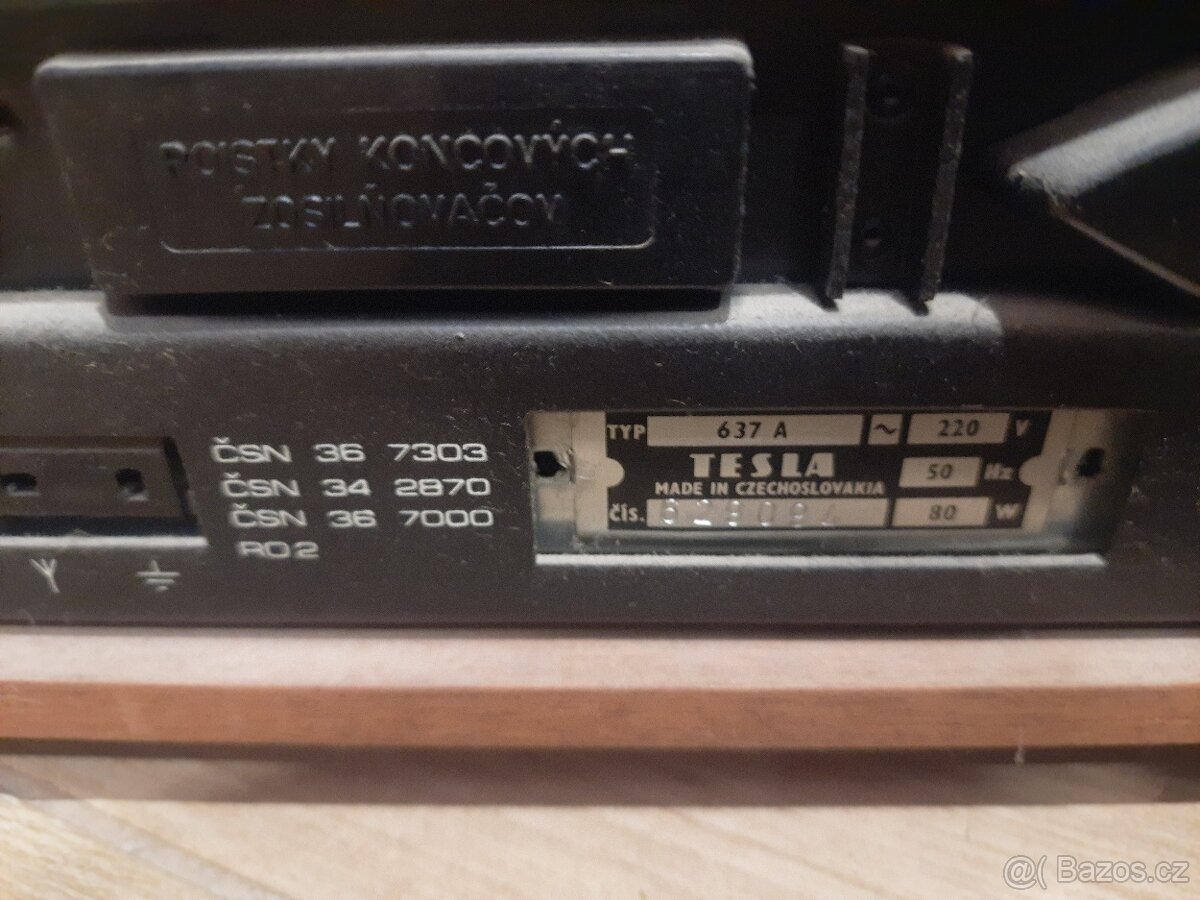 POISTKY KONCOVÝCH
ZOSILŇOVAČOV
ČSN 36 7303
ČSN 34 2870
ČSN 36 7000
RO2
TYP 637 A ~ 220 V
TESLA 50 Hz
MADE IN CZECHOSLOVAKIA
čís. 80 W
@( Bazos.cz